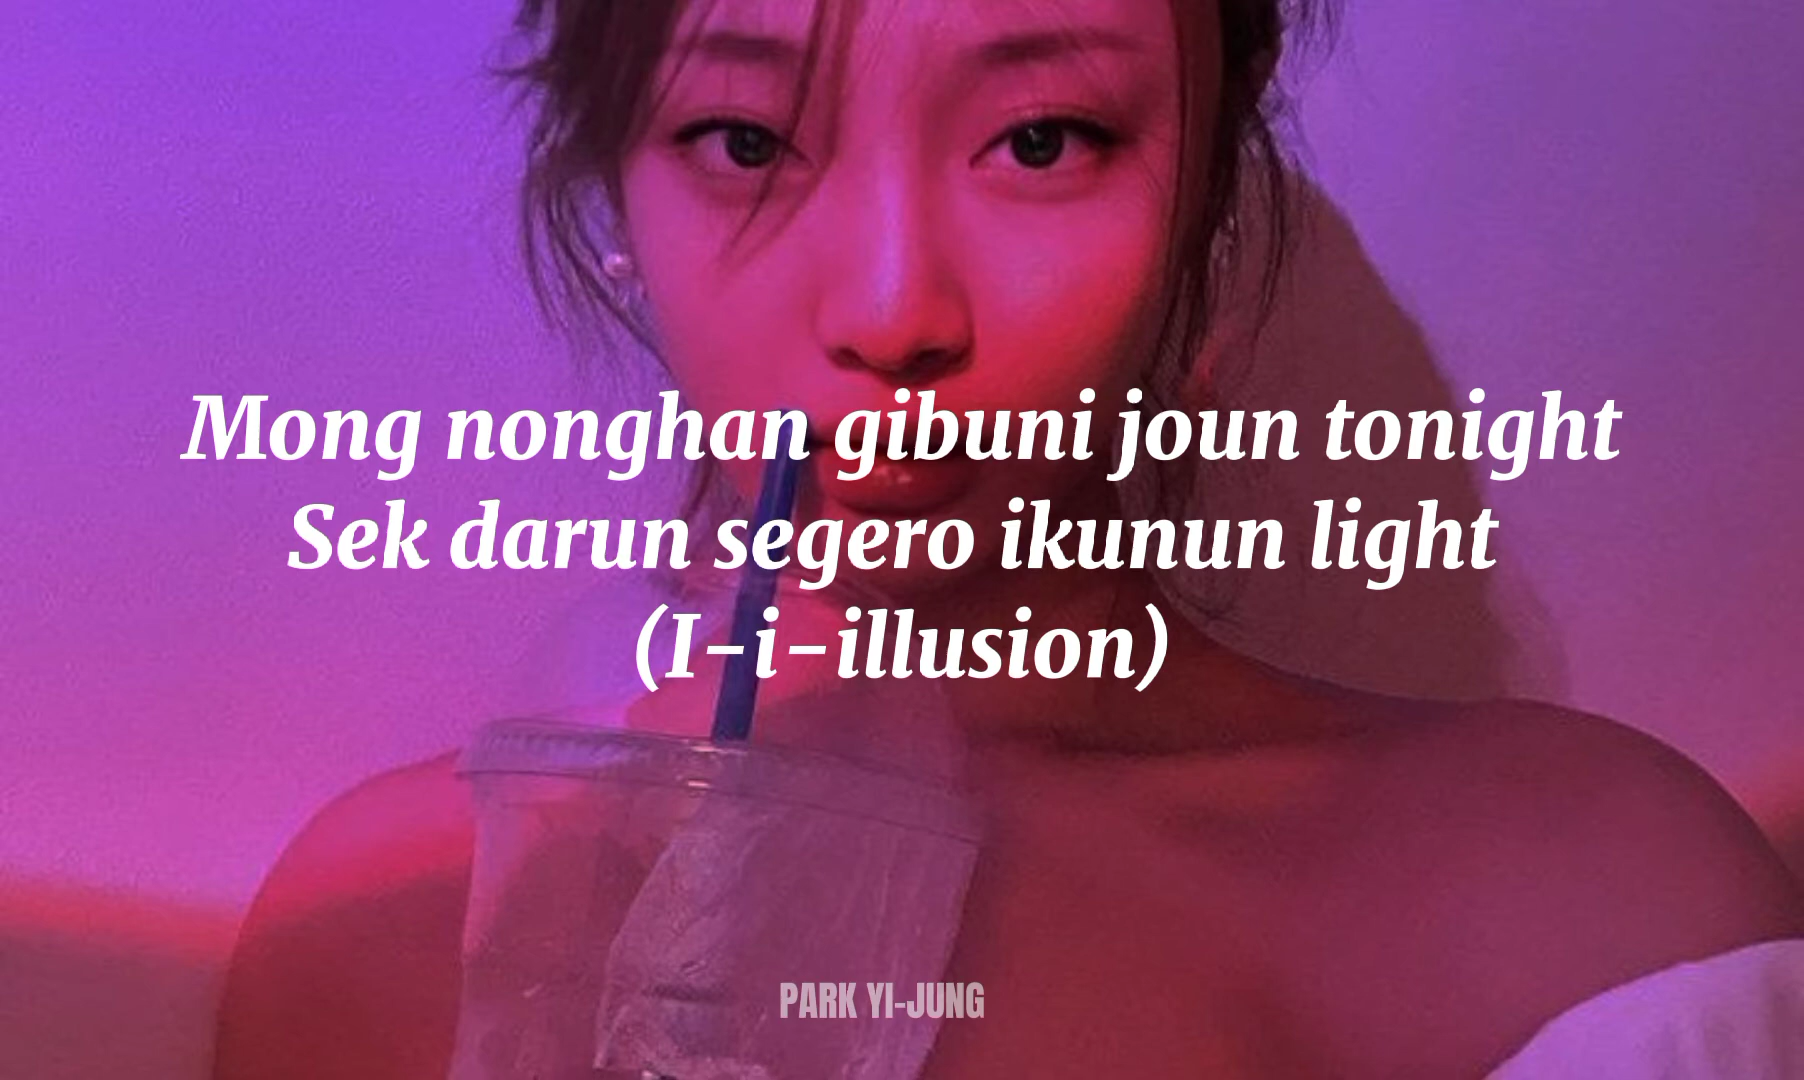 Mong nonghan gibuni joun tonight
Sek darun segero ikunun light
(I-i-illusion)
PARK YI-JUNG